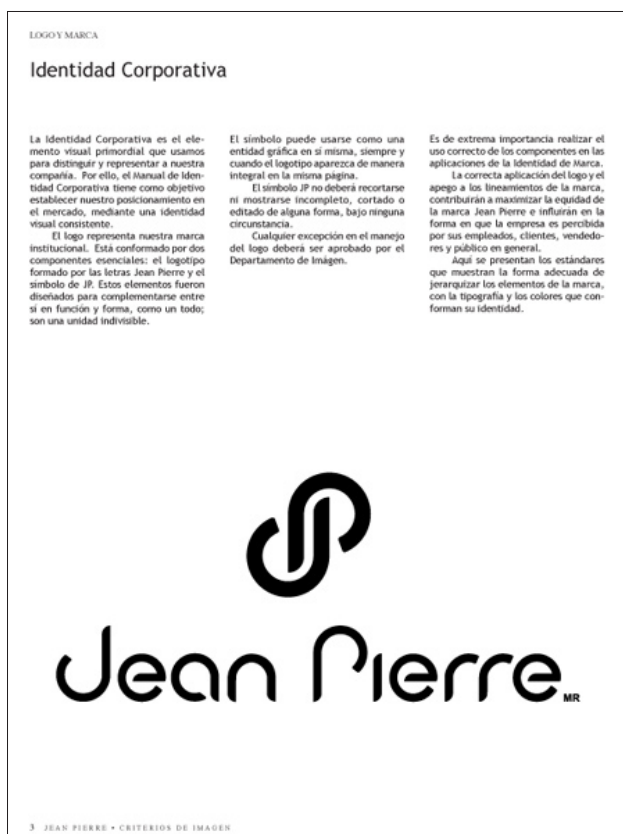 LOGO Y MARCA
Identidad Corporativa
La Identidad Corporativa es el ele-
mento visual primordial que usamos
para distinguir y representar a nuestra
compañía. Por ello, el Manual de Iden-
tidad Corporativa tiene como objetivo
establecer nuestro posicionamiento en
el mercado, mediante una identidad
visual consistente.
El logo representa nuestra marca
institucional. Está conformado por dos
componentes esenciales: el logotipo
formado por las letras Jean Pierre y el
símbolo de JP. Estos elementos fueron
diseñados para complementarse entre
si en función y forma, como un todo;
son una unidad indivisible.
El símbolo puede usarse como una
entidad gráfica en si misma, siempre y
cuando el logotipo aparezca de manera
integral en la misma página.
El símbolo JP no deberá recortarse
ni mostrarse incompleto, cortado o
editado de alguna forma, bajo ninguna
circunstancia.
Cualquier excepción en el manejo
del logo deberá ser aprobado por el
Departamento de Imágen.
Es de extrema importancia realizar el
uso correcto de los componentes en las
aplicaciones de la Identidad de Marca.
La correcta aplicación del logo y el
apego a los lineamientos de la marca,
contribuirán a maximizar la equidad de
la marca Jean Pierre e influirán en la
forma en que la empresa es percibida
por sus empleados, clientes, vendedo-
res y público en general.
Aquí se presentan los estándares
que muestran la forma adecuada de
jerarquizar los elementos de la marca,
con la tipografía y los colores que con-
forman su identidad.
JP
Jean Pierre MR
3 JEAN PIERRE • CRITERIOS DE IMAGEN